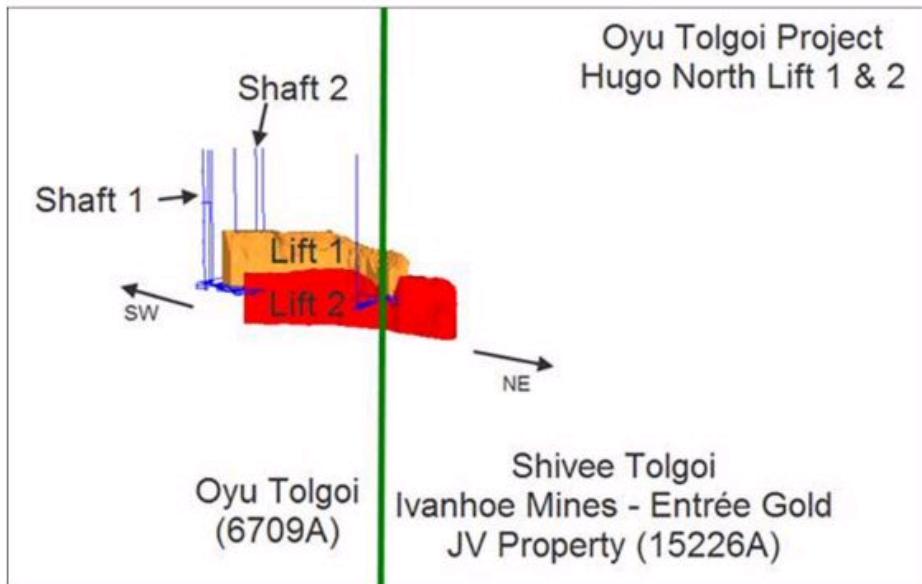 Oyu Tolgoi Project
Hugo North Lift 1 & 2
Shaft 2
Shaft 1
Lift 1
Lift 2
SW
NE
Oyu Tolgoi
(6709A)
Shivee Tolgoi
Ivanhoe Mines - Entrée Gold
JV Property (15226A)